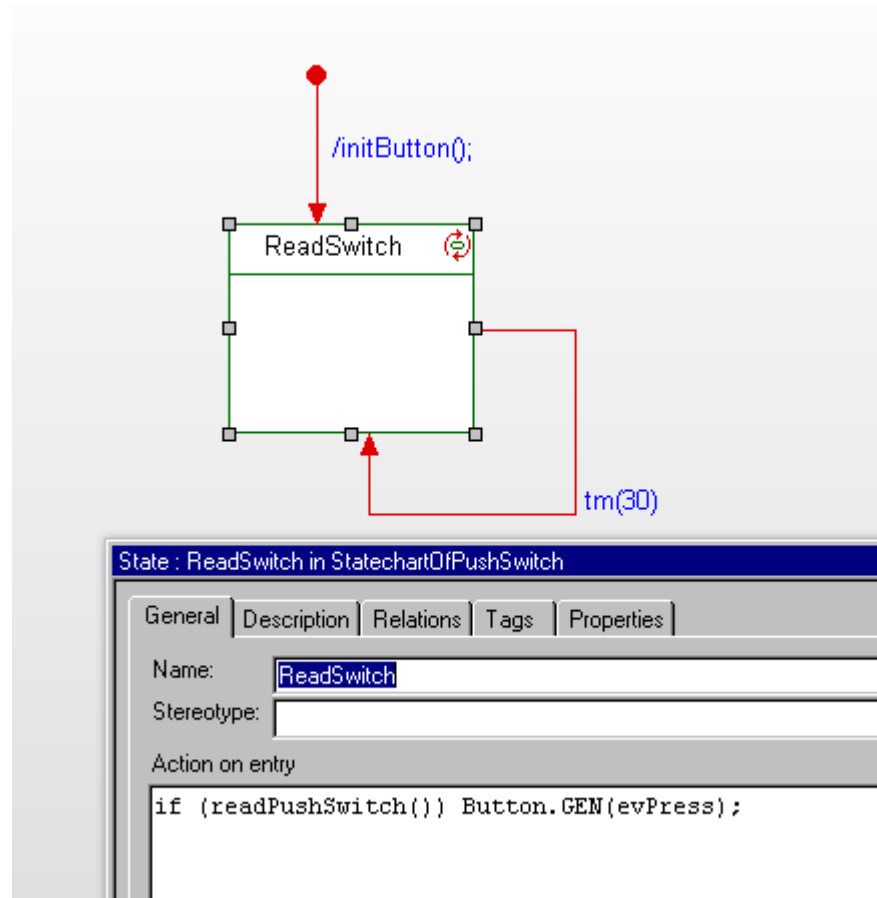 /initButton();
ReadSwitch
tm(30)
State : ReadSwitch in StatechartOfPushSwitch
General Description Relations Tags Properties
Name: ReadSwitch
Stereotype:
Action on entry
if (readPushSwitch()) Button.GEN(evPress);